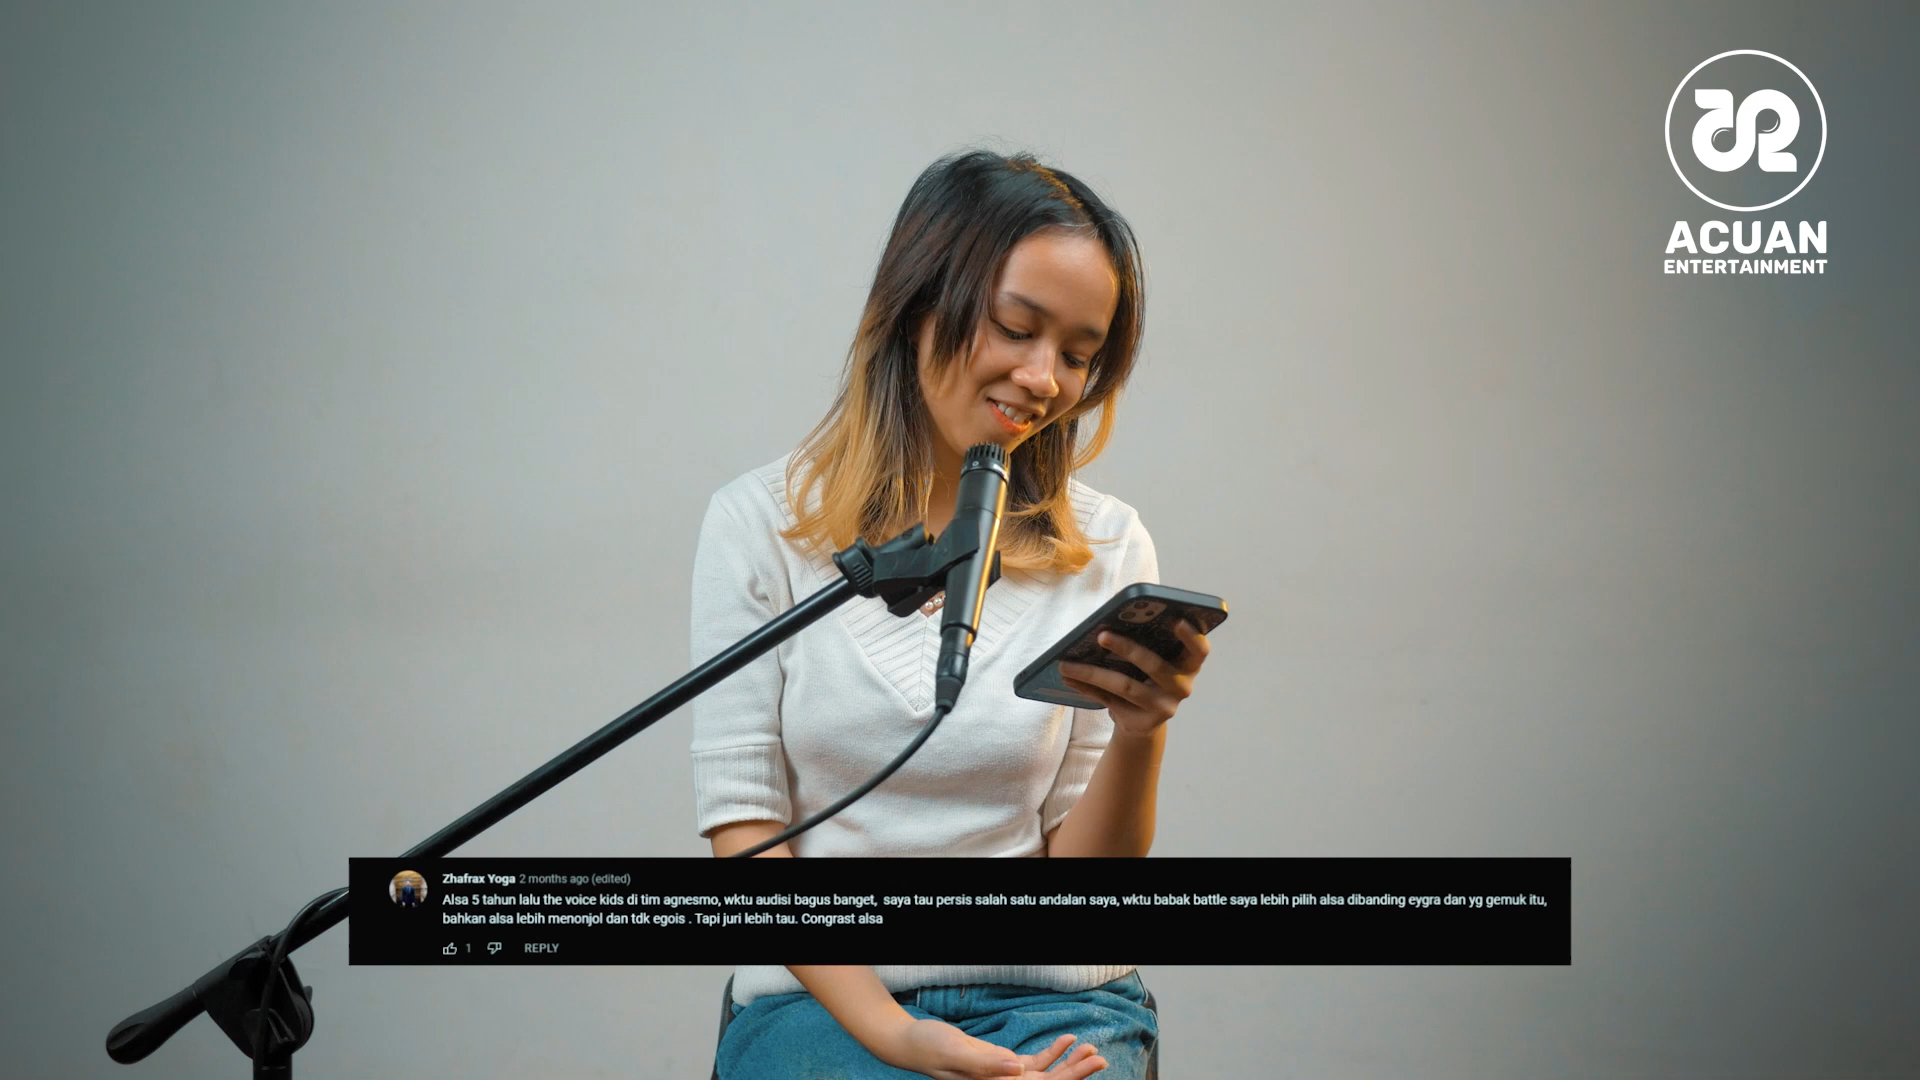 ACUAN
ENTERTAINMENT
Zhafrax Yoga 2 months ago (edited)
Alsa 5 tahun lalu the voice kids di tim agnesmo, wktu audisi bagus banget, saya tau persis salah satu andalan saya, wktu babak battle saya lebih pilih alsa dibanding eygra dan yg gemuk itu,
bahkan alsa lebih menonjol dan tdk egois . Tapi juri lebih tau. Congrast alsa
1 REPLY